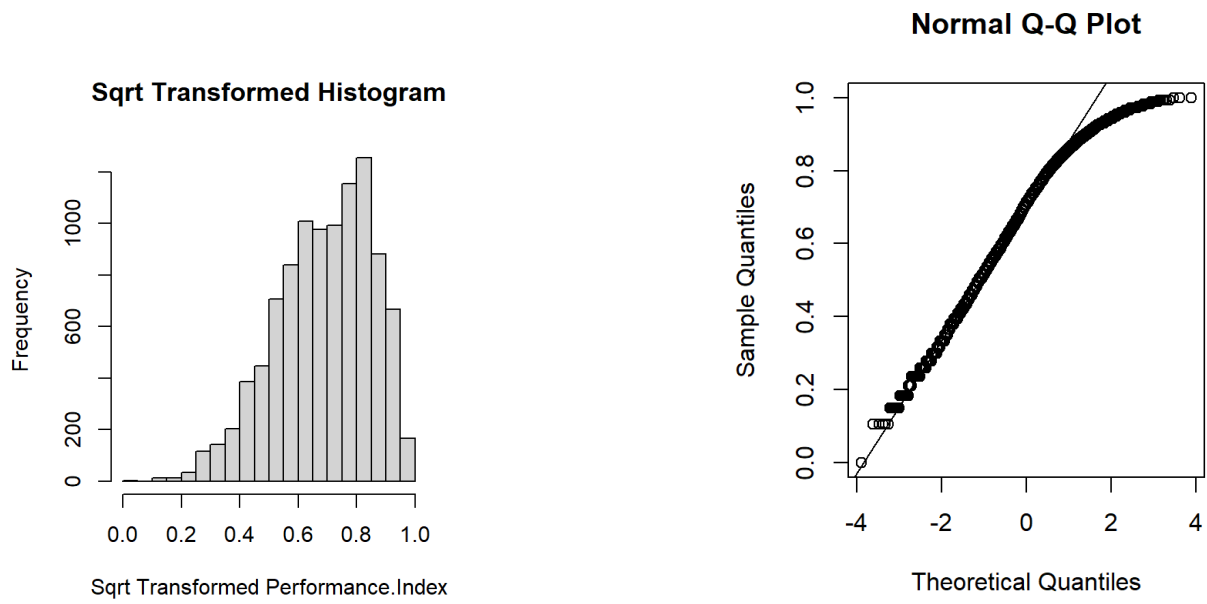 Sqrt Transformed Histogram
Frequency
0 200 600 1000
0.0 0.2 0.4 0.6 0.8 1.0
Sqrt Transformed Performance.Index
Normal Q-Q Plot
Sample Quantiles
0.0 0.2 0.4 0.6 0.8 1.0
-4 -2 0 2 4
Theoretical Quantiles